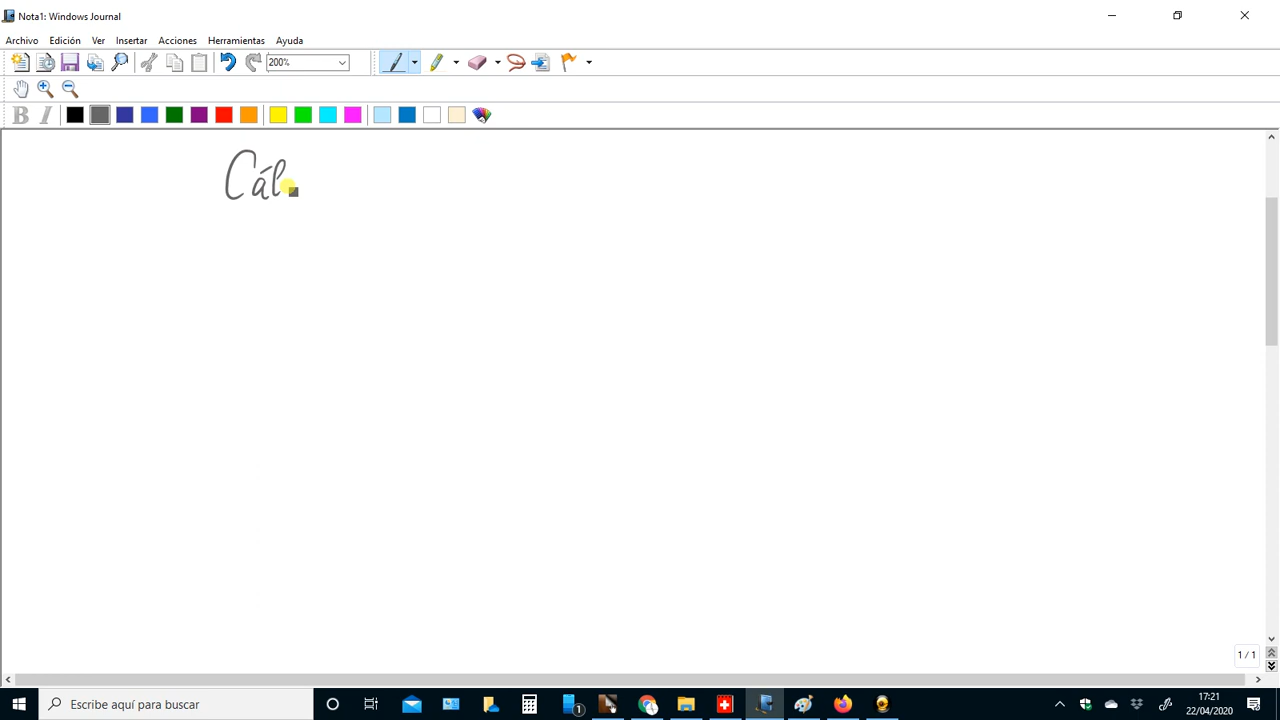 Nota1: Windows Journal
Archivo Edición Ver Insertar Acciones Herramientas Ayuda
200%
B I
Cál
1 / 1
Escribe aquí para buscar
1
17:21
22/04/2020